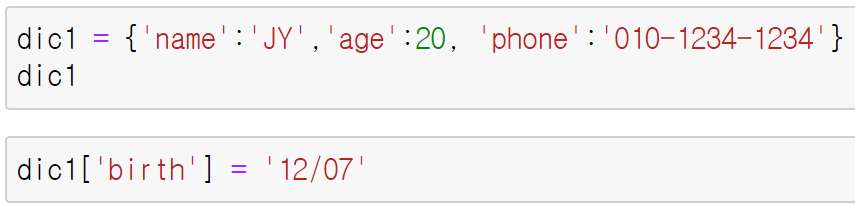 dic1 = {'name':'JY','age':20, 'phone':'010-1234-1234'}
dic1
dic1['birth'] = '12/07'